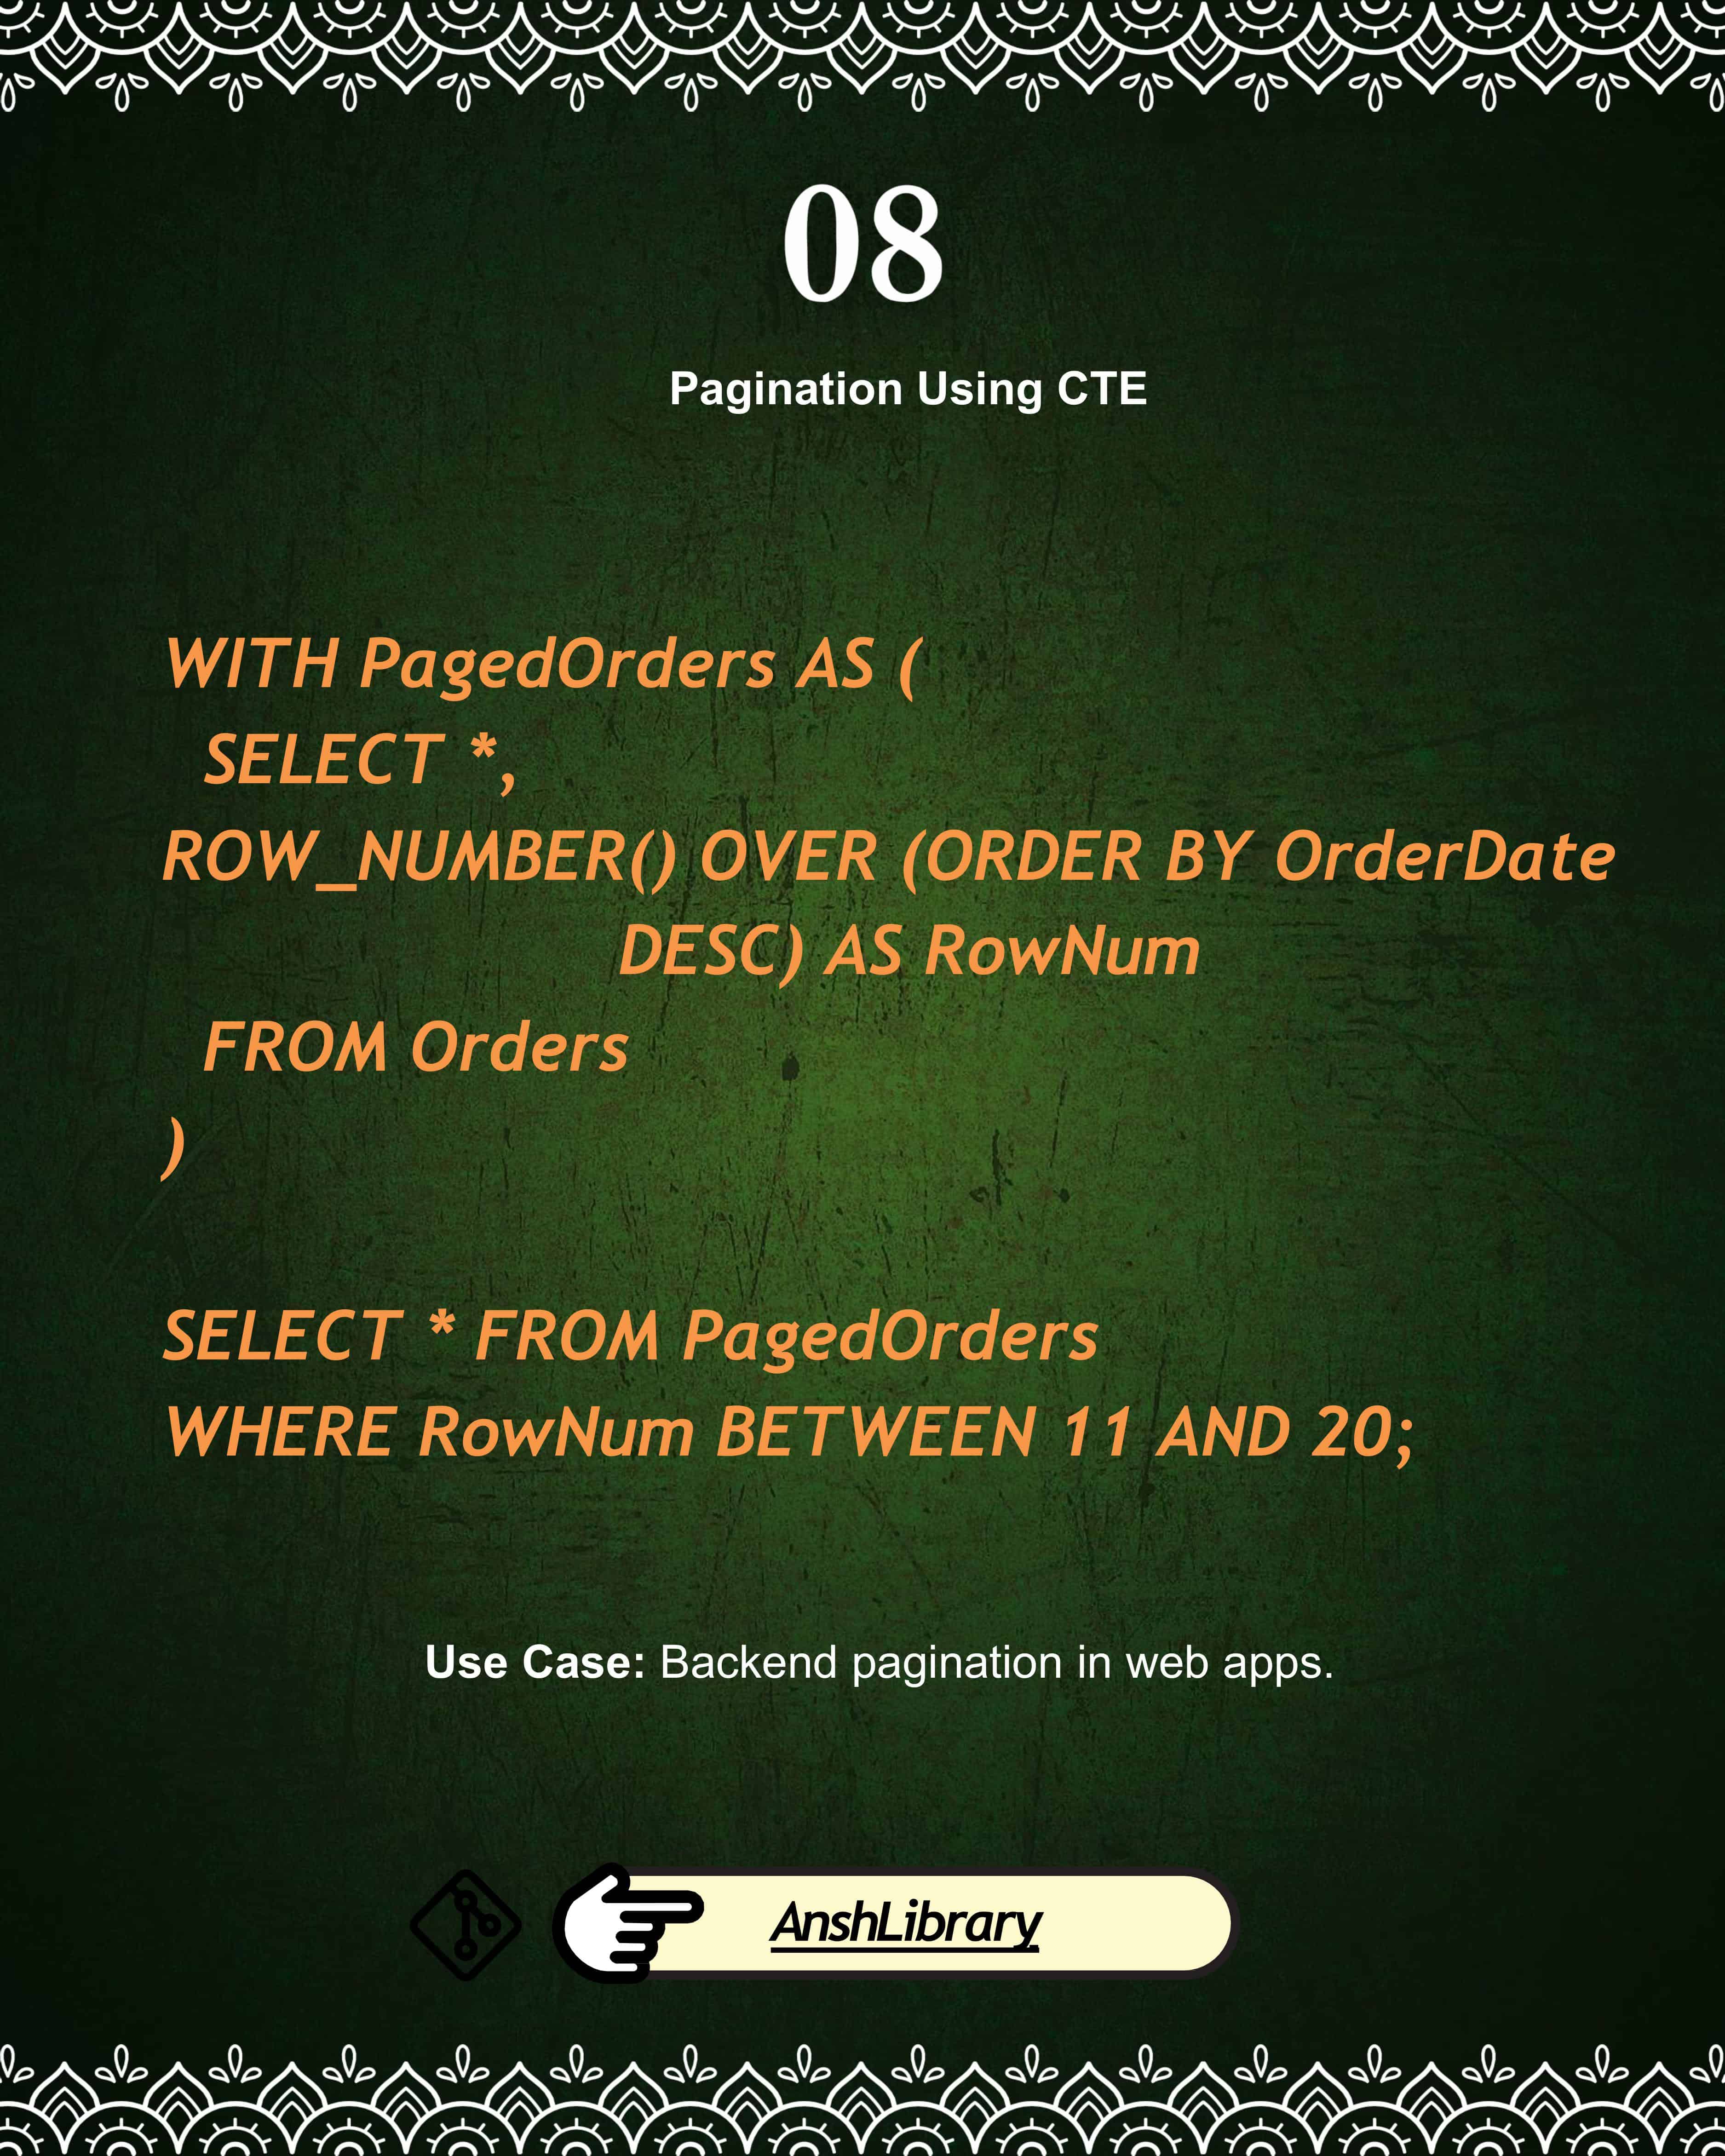 08
Pagination Using CTE
WITH PagedOrders AS (
SELECT *,
ROW_NUMBER() OVER (ORDER BY OrderDate
DESC) AS RowNum
FROM Orders
)
SELECT * FROM PagedOrders
WHERE RowNum BETWEEN 11 AND 20;
Use Case: Backend pagination in web apps.
AnshLibrary